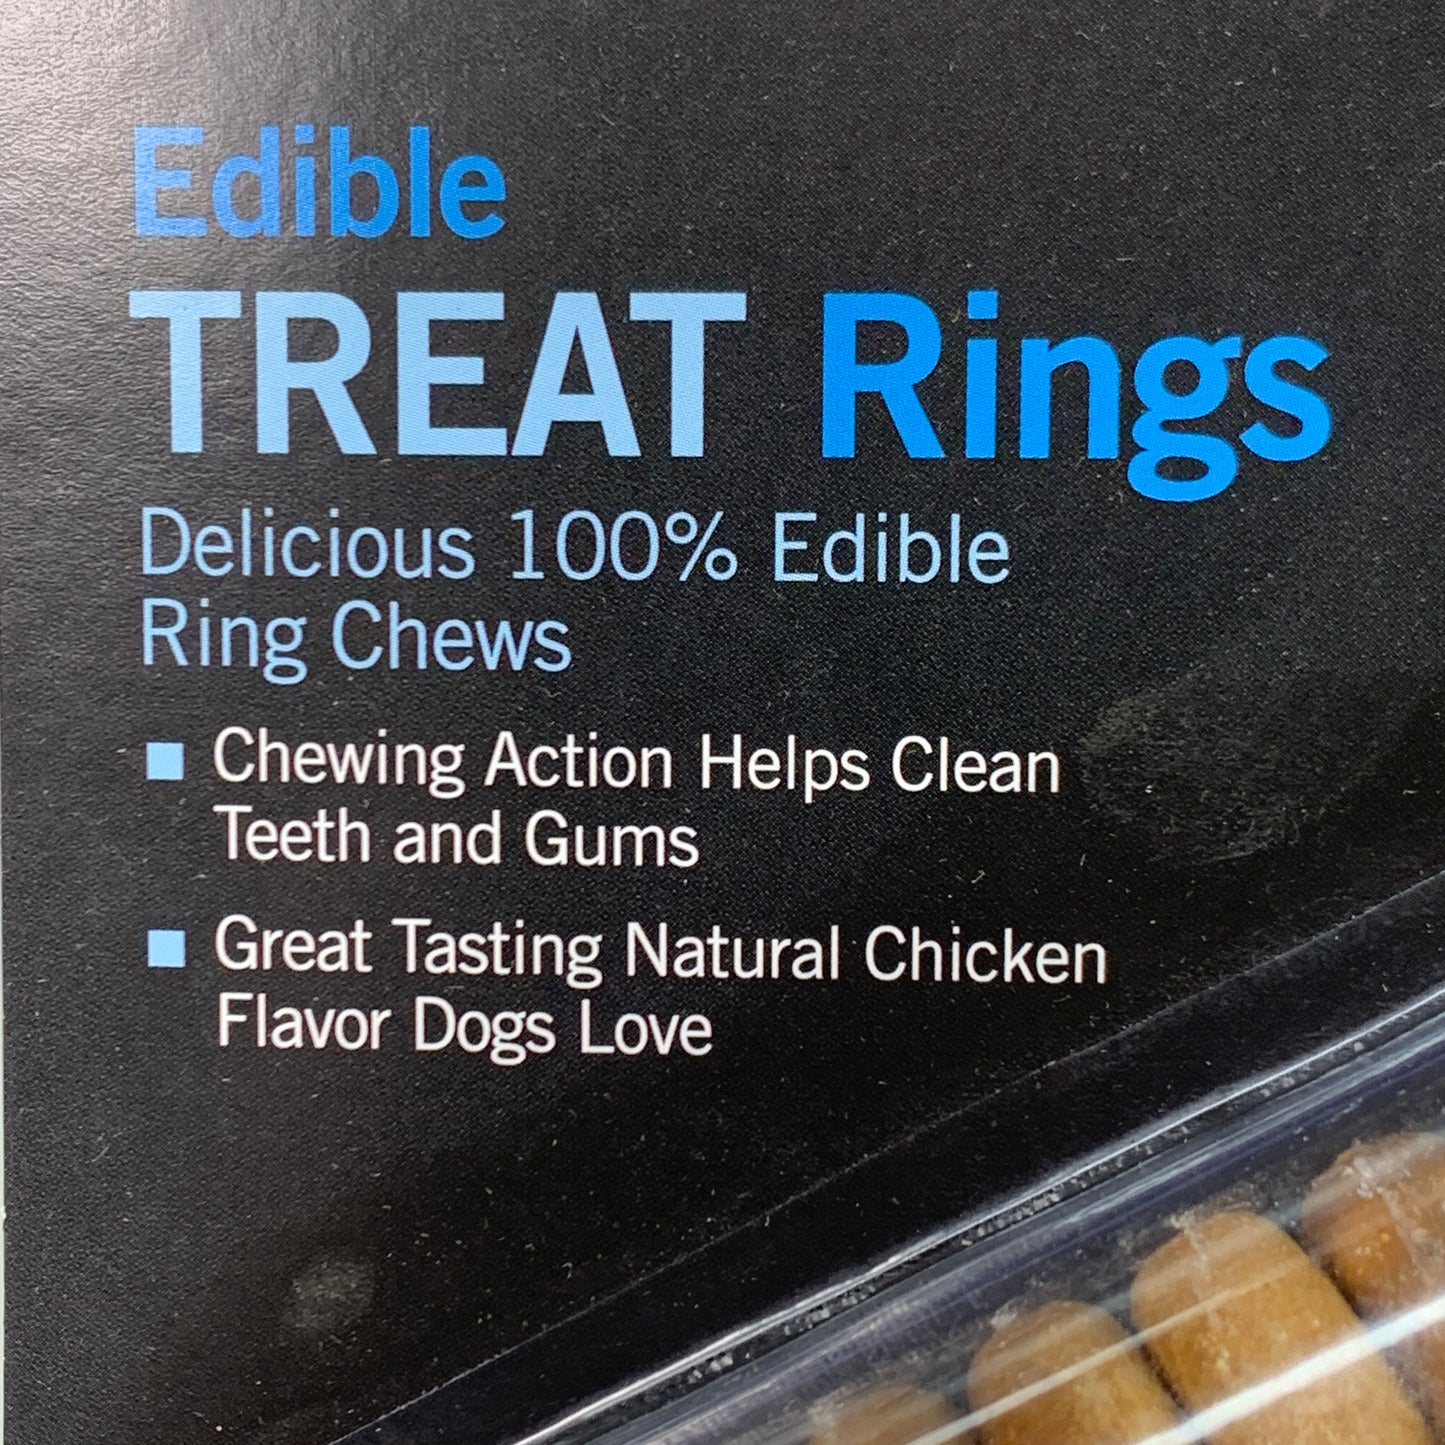 Edible
TREAT Rings
Delicious 100% Edible
Ring Chews
Chewing Action Helps Clean
Teeth and Gums
Great Tasting Natural Chicken
Flavor Dogs Love